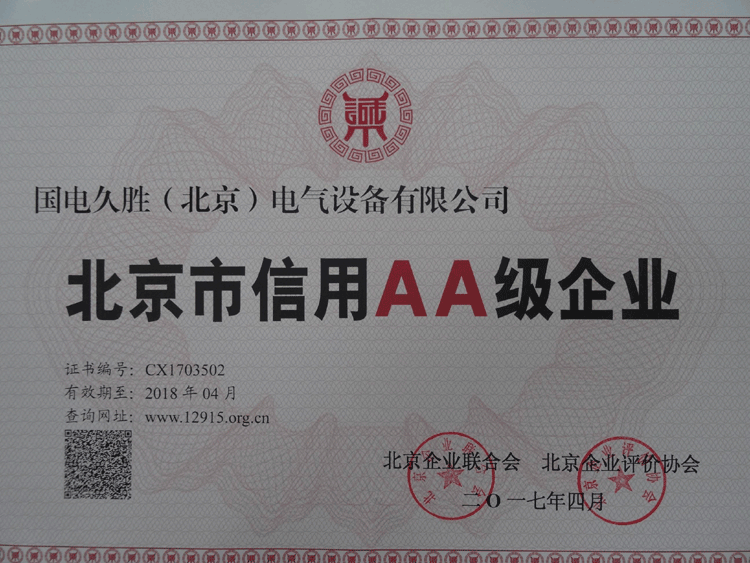 誠
国电久胜（北京）电气设备有限公司
北京市信用AA级企业
证书编号：CX1703502
有效期至：2018 年 04 月
查询网址：www.12915.org.cn
北京企业联合会 北京企业评价协会
二O一七年四月